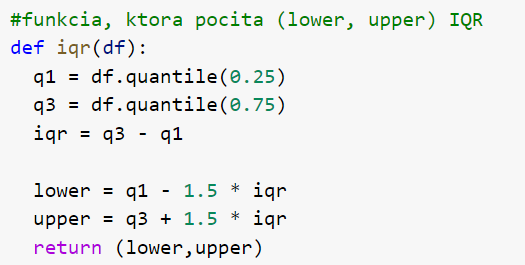 #funkcia, ktora pocita (lower, upper) IQR
def iqr(df):
  q1 = df.quantile(0.25)
  q3 = df.quantile(0.75)
  iqr = q3 - q1

  lower = q1 - 1.5 * iqr
  upper = q3 + 1.5 * iqr
  return (lower,upper)